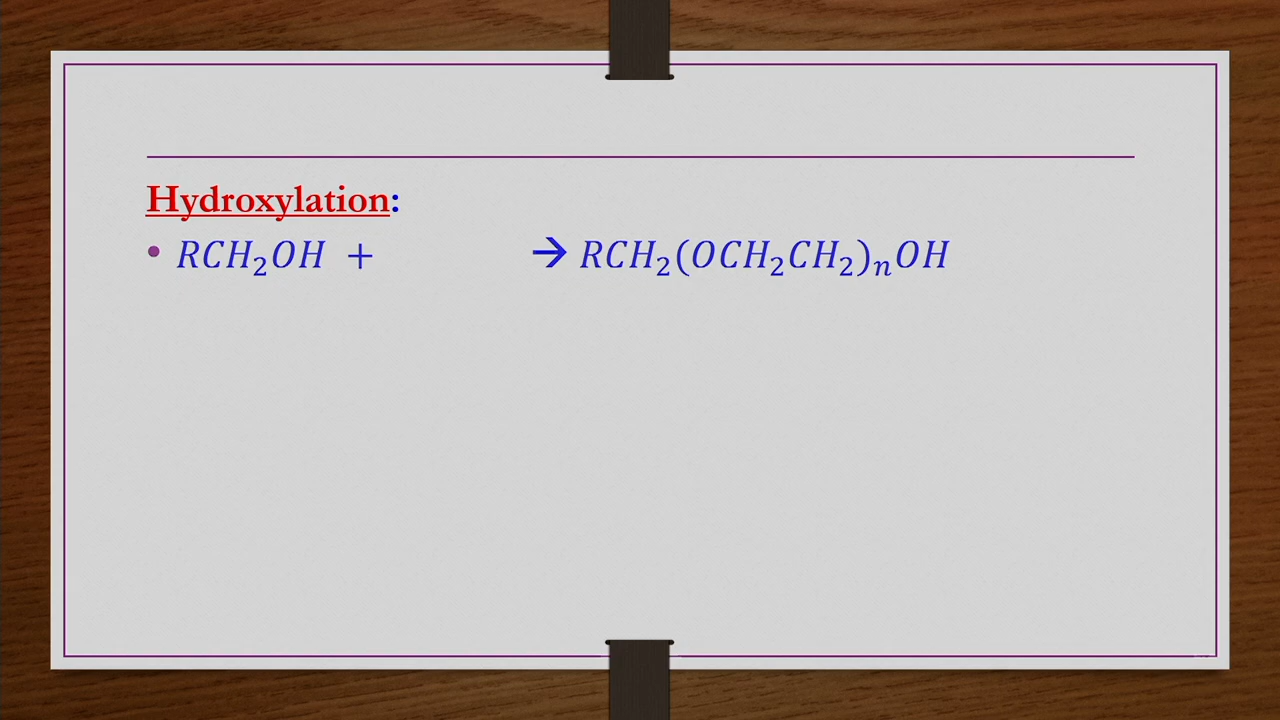 Hydroxylation:
• RCH₂OH + → RCH₂(OCH₂CH₂)ₙOH